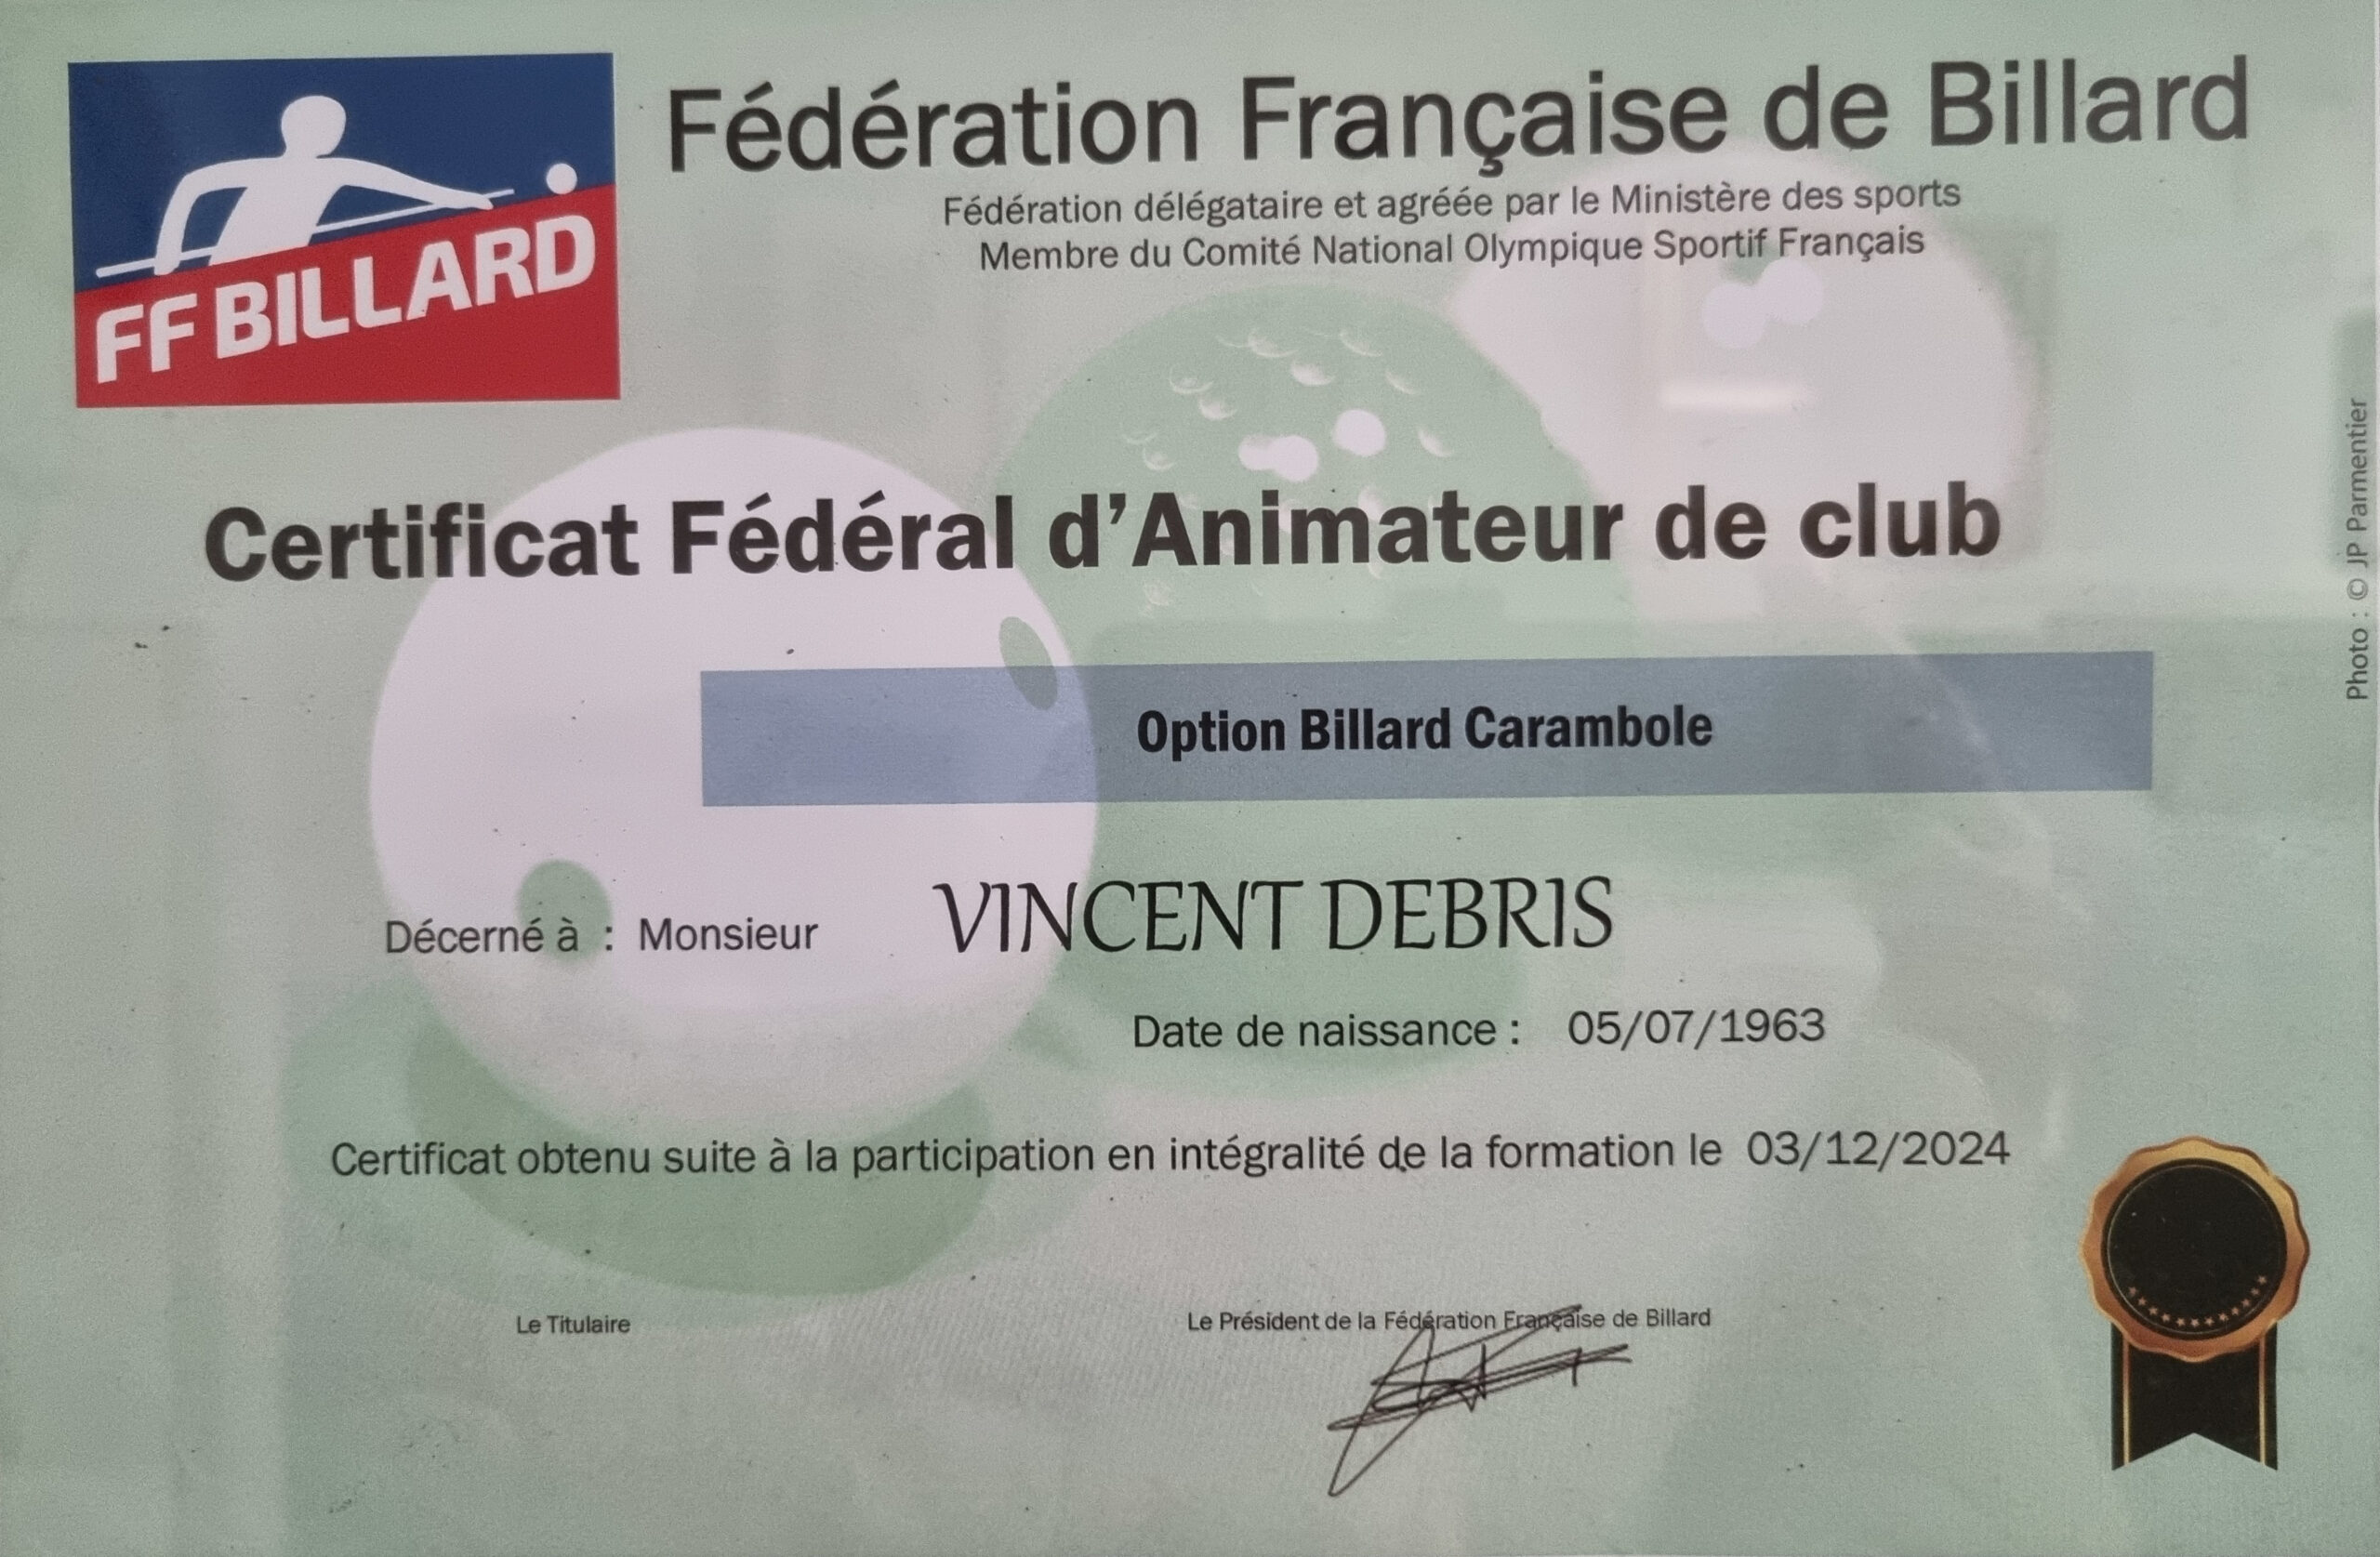 FF BILLARD
Fédération Française de Billard
Fédération délégataire et agréée par le Ministère des sports
Membre du Comité National Olympique Sportif Français
Certificat Fédéral d'Animateur de club
Option Billard Carambole
Décerné à : Monsieur VINCENT DEBRIS
Date de naissance : 05/07/1963
Certificat obtenu suite à la participation en intégralité de la formation le 03/12/2024
Le Titulaire
Le Président de la Fédération Française de Billard
Photo : © JP Parmentier